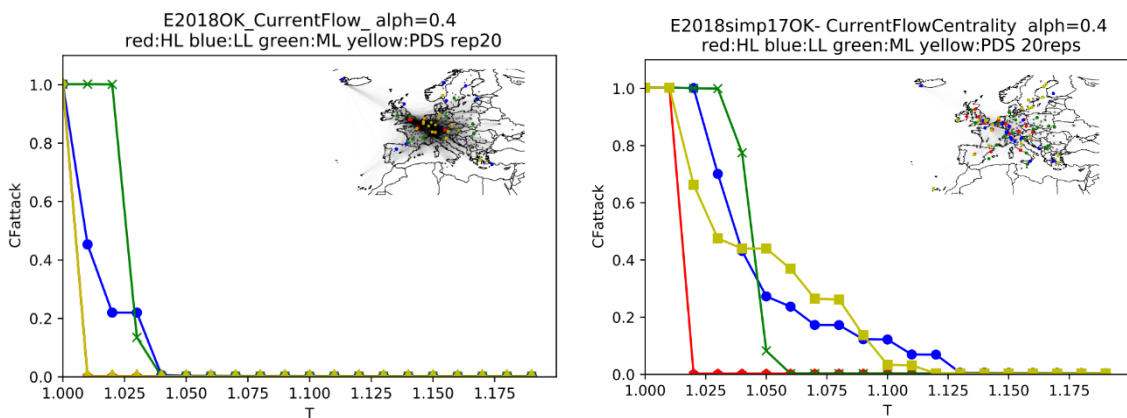 E2018OK_CurrentFlow_ alph=0.4
red:HL blue:LL green:ML yellow:PDS rep20
1.0
0.8
0.6
0.4
0.2
0.0
CFattack
1.000 1.025 1.050 1.075 1.100 1.125 1.150 1.175
T
E2018simp17OK- CurrentFlowCentrality alph=0.4
red:HL blue:LL green:ML yellow:PDS 20reps
1.0
0.8
0.6
0.4
0.2
0.0
CFattack
1.000 1.025 1.050 1.075 1.100 1.125 1.150 1.175
T